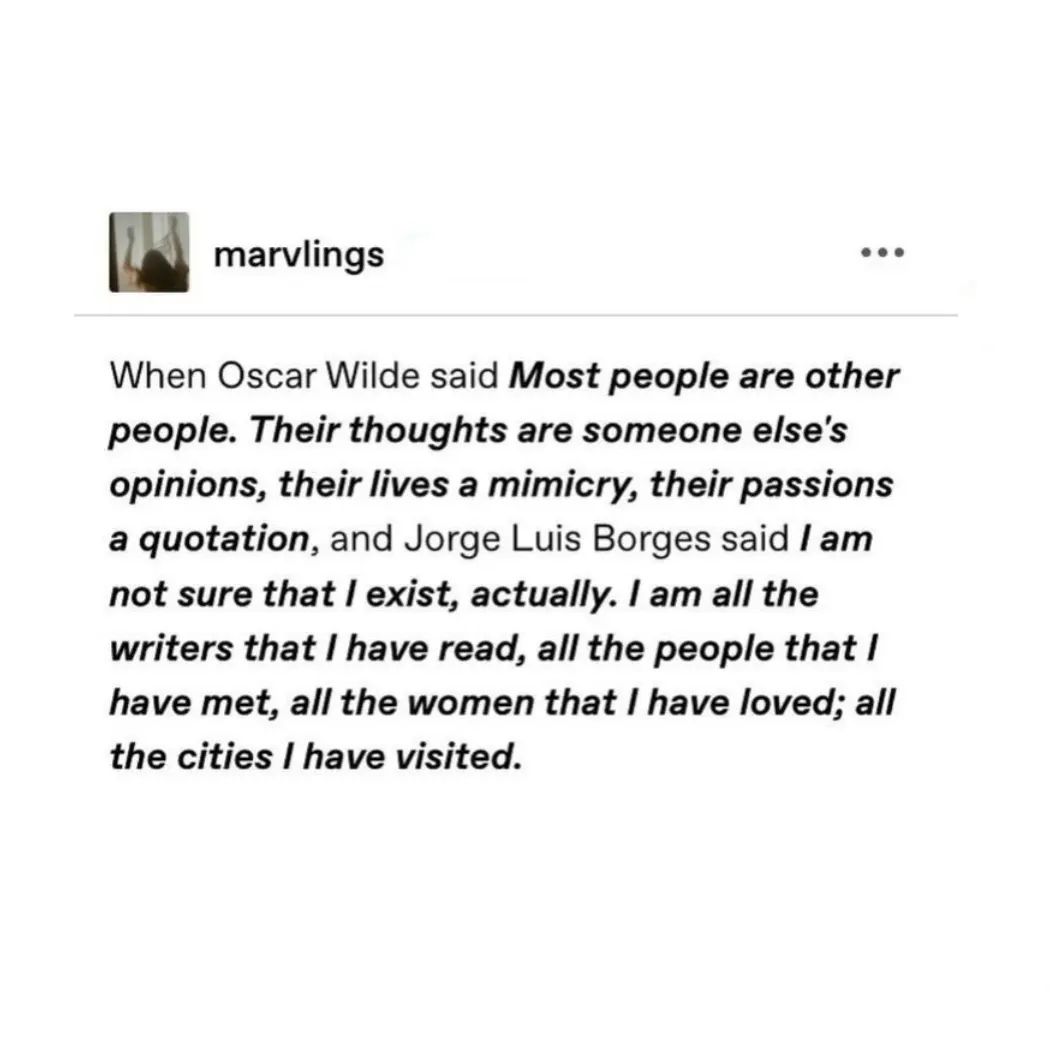 marvlings
When Oscar Wilde said Most people are other
people. Their thoughts are someone else's
opinions, their lives a mimicry, their passions
a quotation, and Jorge Luis Borges said I am
not sure that I exist, actually. I am all the
writers that I have read, all the people that I
have met, all the women that I have loved; all
the cities I have visited.